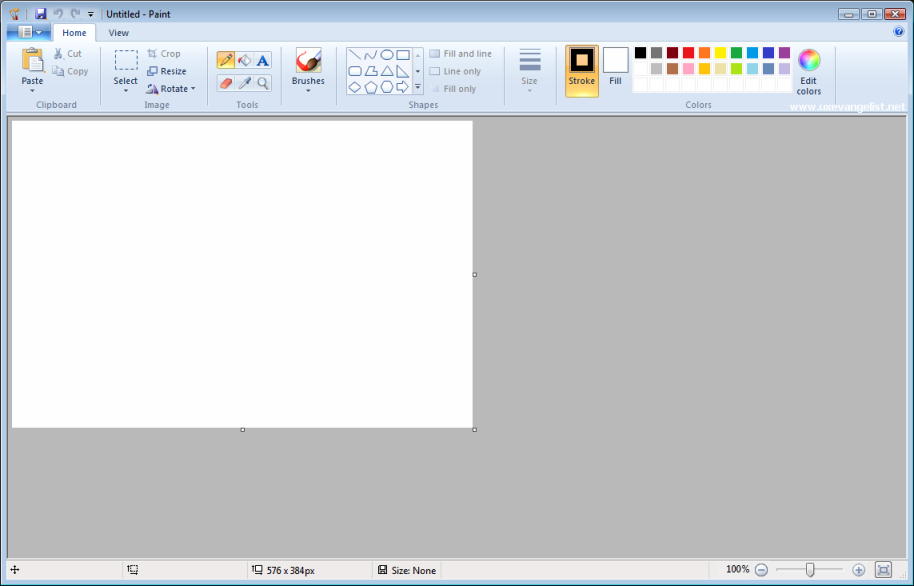 Untitled - Paint
Home View
Paste
Cut
Copy
Clipboard
Select
Crop
Resize
Rotate
Image
A
Tools
Brushes
Fill and line
Line only
Fill only
Shapes
Size
Stroke
Fill
Edit
colors
Colors
www.uxevangelist.net
576 x 384px
Size: None
100%